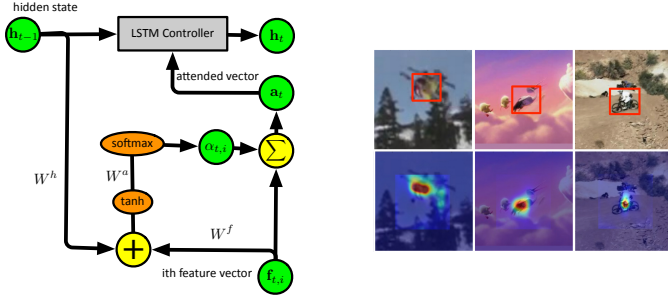 hidden state
h_{t-1}
LSTM Controller
h_t
attended vector
a_t
softmax
α_{t,i}
∑
W^h
W^a
tanh
W^f
+
ith feature vector
f_{t,i}